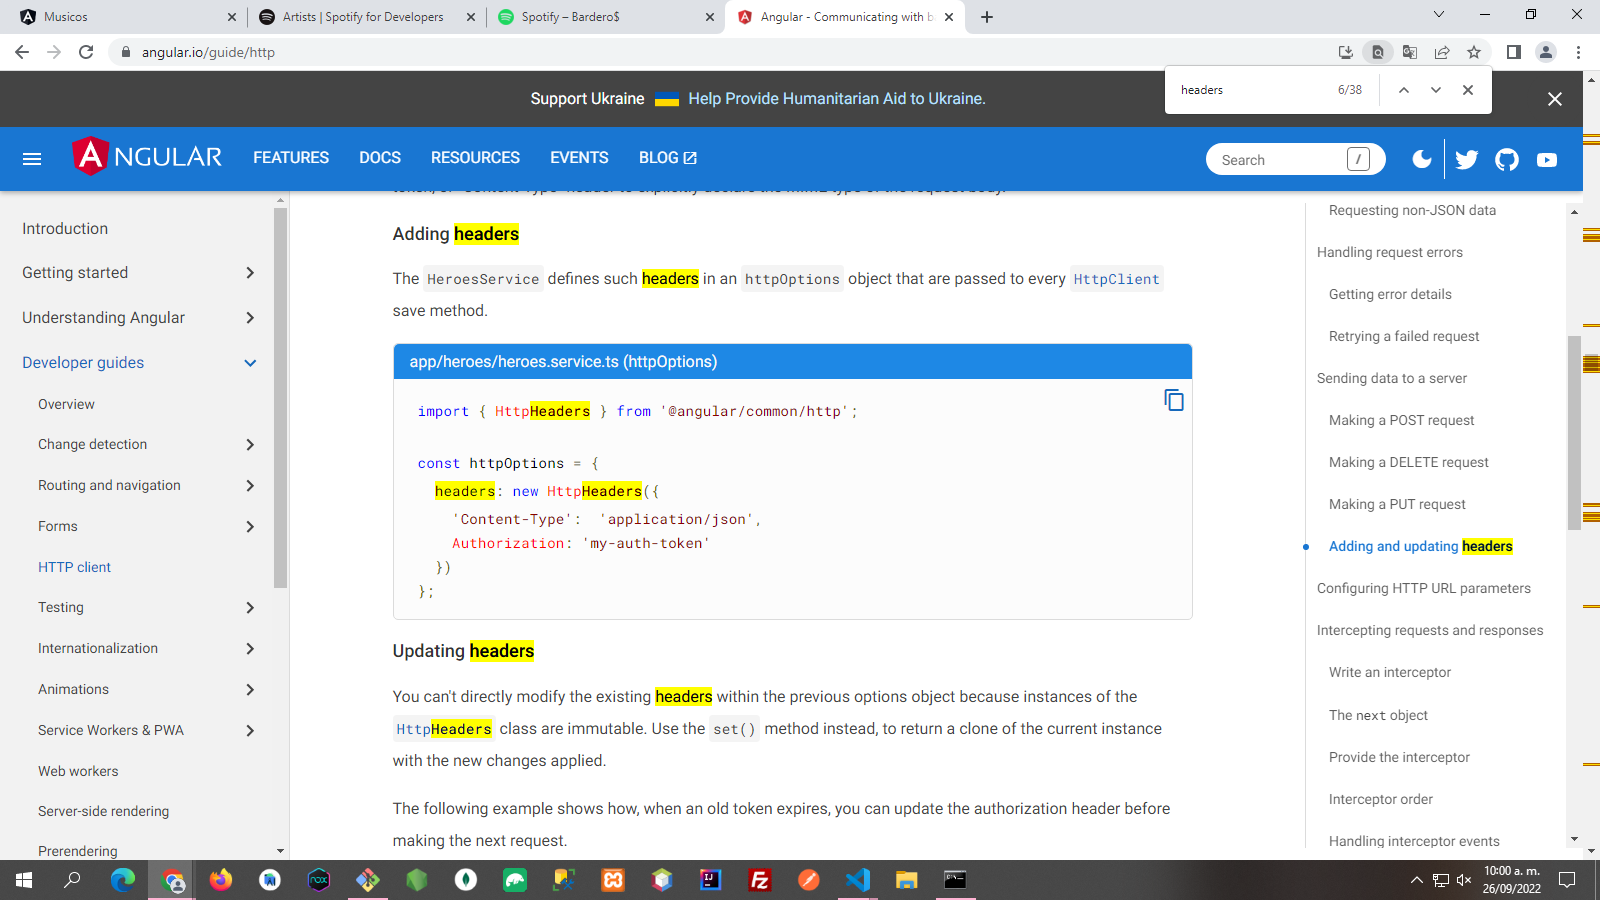 Musicos
Artists | Spotify for Developers
Spotify – Bardero$
Angular - Communicating with b
angular.io/guide/http
headers
6/38
Support Ukraine
Help Provide Humanitarian Aid to Ukraine.
ANGULAR
FEATURES
DOCS
RESOURCES
EVENTS
BLOG
Search
/
Introduction
Getting started
Understanding Angular
Developer guides
Overview
Change detection
Routing and navigation
Forms
HTTP client
Testing
Internationalization
Animations
Service Workers & PWA
Web workers
Server-side rendering
Prerendering
Adding headers
The HeroesService defines such headers in an httpOptions object that are passed to every HttpClient
save method.
app/heroes/heroes.service.ts (httpOptions)
import { HttpHeaders } from '@angular/common/http';
const httpOptions = {
headers: new HttpHeaders({
'Content-Type':  'application/json',
Authorization: 'my-auth-token'
})
};
Updating headers
You can't directly modify the existing headers within the previous options object because instances of the
HttpHeaders class are immutable. Use the set() method instead, to return a clone of the current instance
with the new changes applied.
The following example shows how, when an old token expires, you can update the authorization header before
making the next request.
Requesting non-JSON data
Handling request errors
Getting error details
Retrying a failed request
Sending data to a server
Making a POST request
Making a DELETE request
Making a PUT request
Adding and updating headers
Configuring HTTP URL parameters
Intercepting requests and responses
Write an interceptor
The next object
Provide the interceptor
Interceptor order
Handling interceptor events
10:00 a. m.
26/09/2022